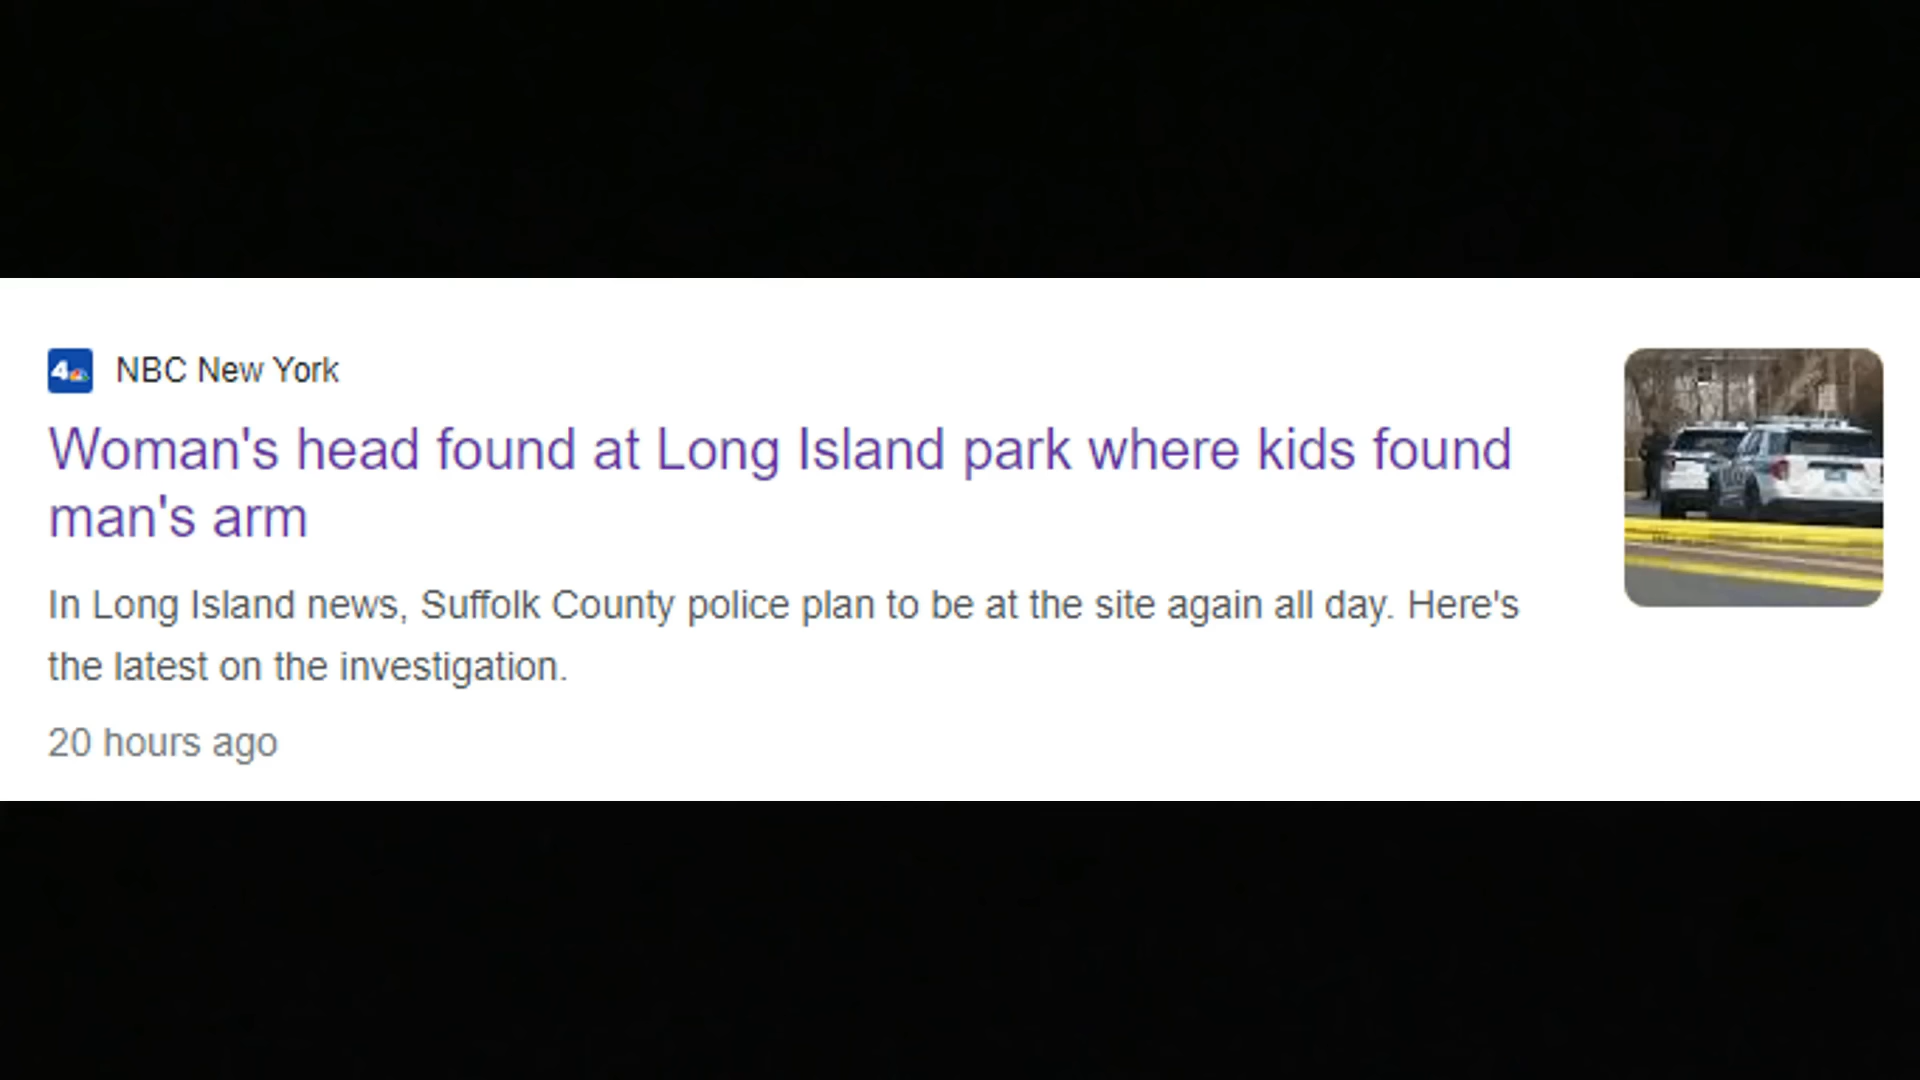 4
NBC New York
Woman's head found at Long Island park where kids found
man's arm
In Long Island news, Suffolk County police plan to be at the site again all day. Here's
the latest on the investigation.
20 hours ago